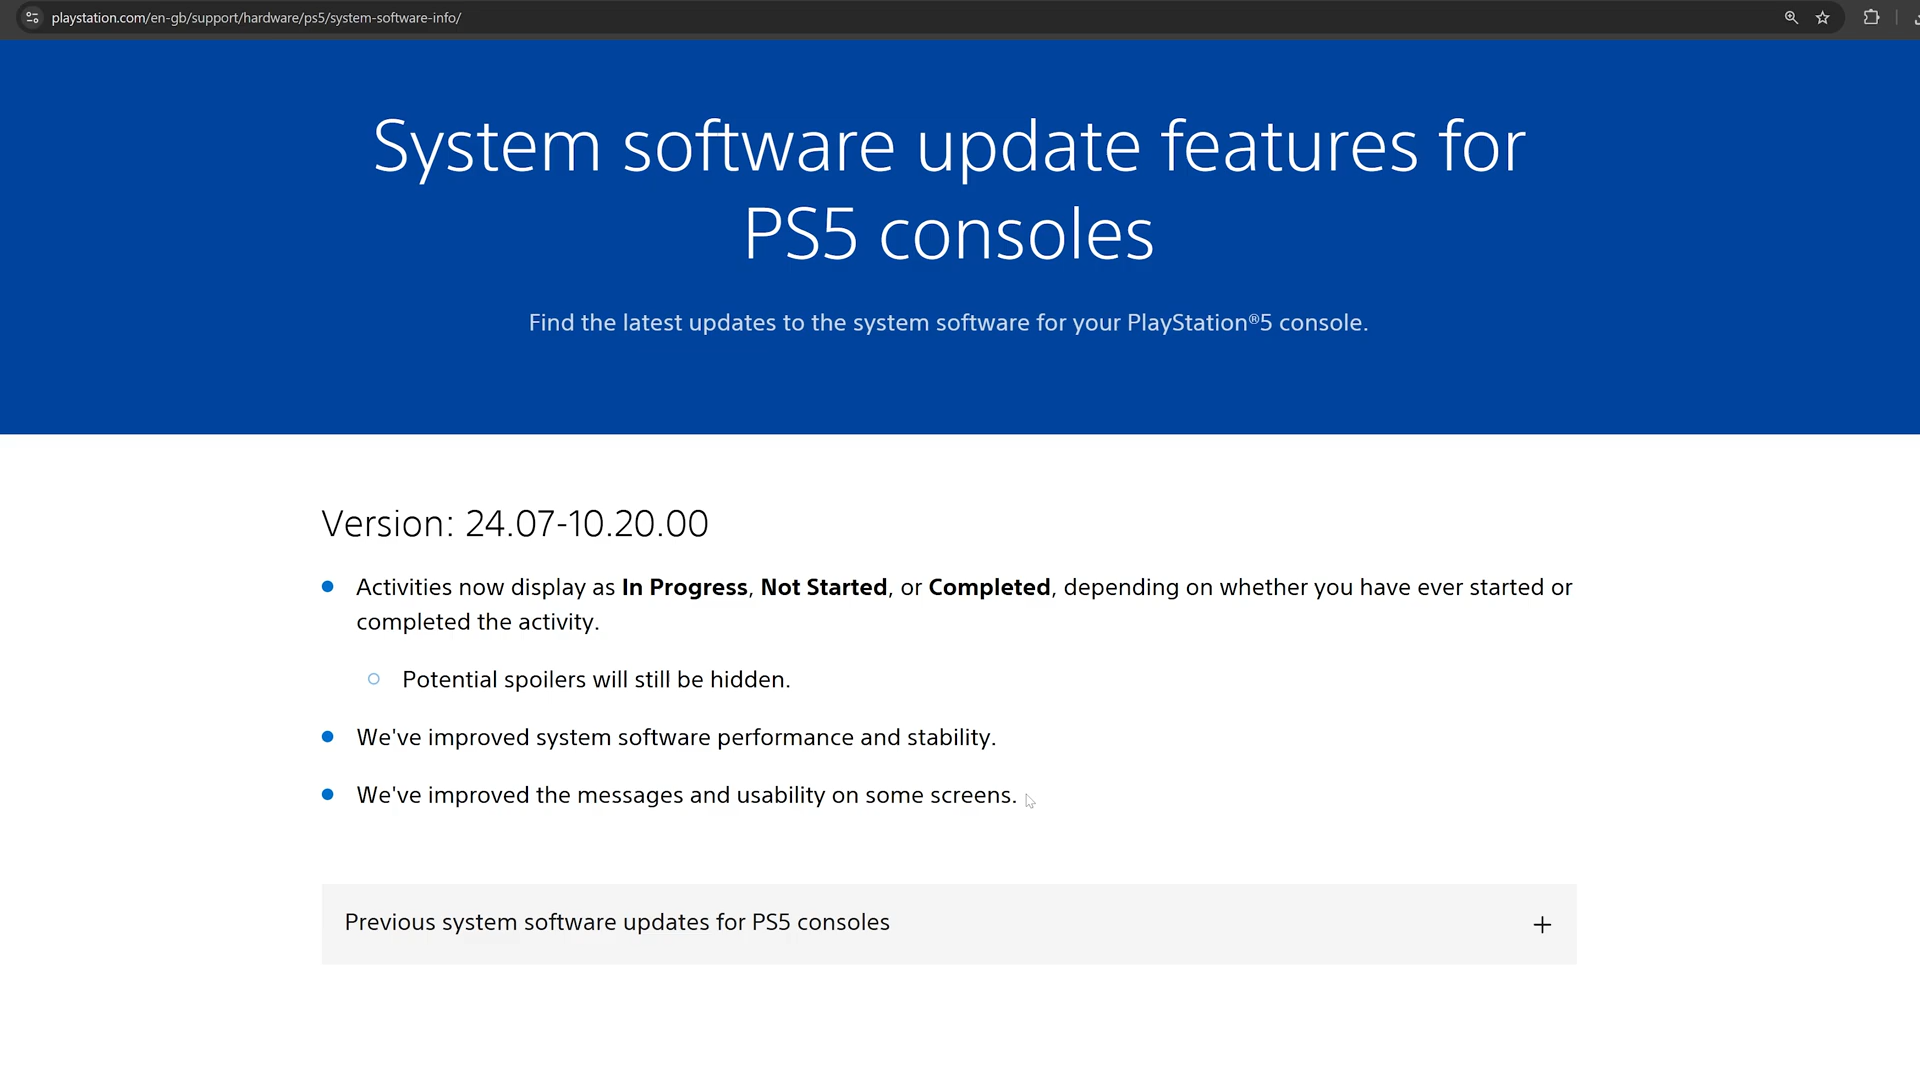 playstation.com/en-gb/support/hardware/ps5/system-software-info/
System software update features for
PS5 consoles
Find the latest updates to the system software for your PlayStation®5 console.
Version: 24.07-10.20.00
Activities now display as In Progress, Not Started, or Completed, depending on whether you have ever started or
completed the activity.
Potential spoilers will still be hidden.
We've improved system software performance and stability.
We've improved the messages and usability on some screens.
Previous system software updates for PS5 consoles